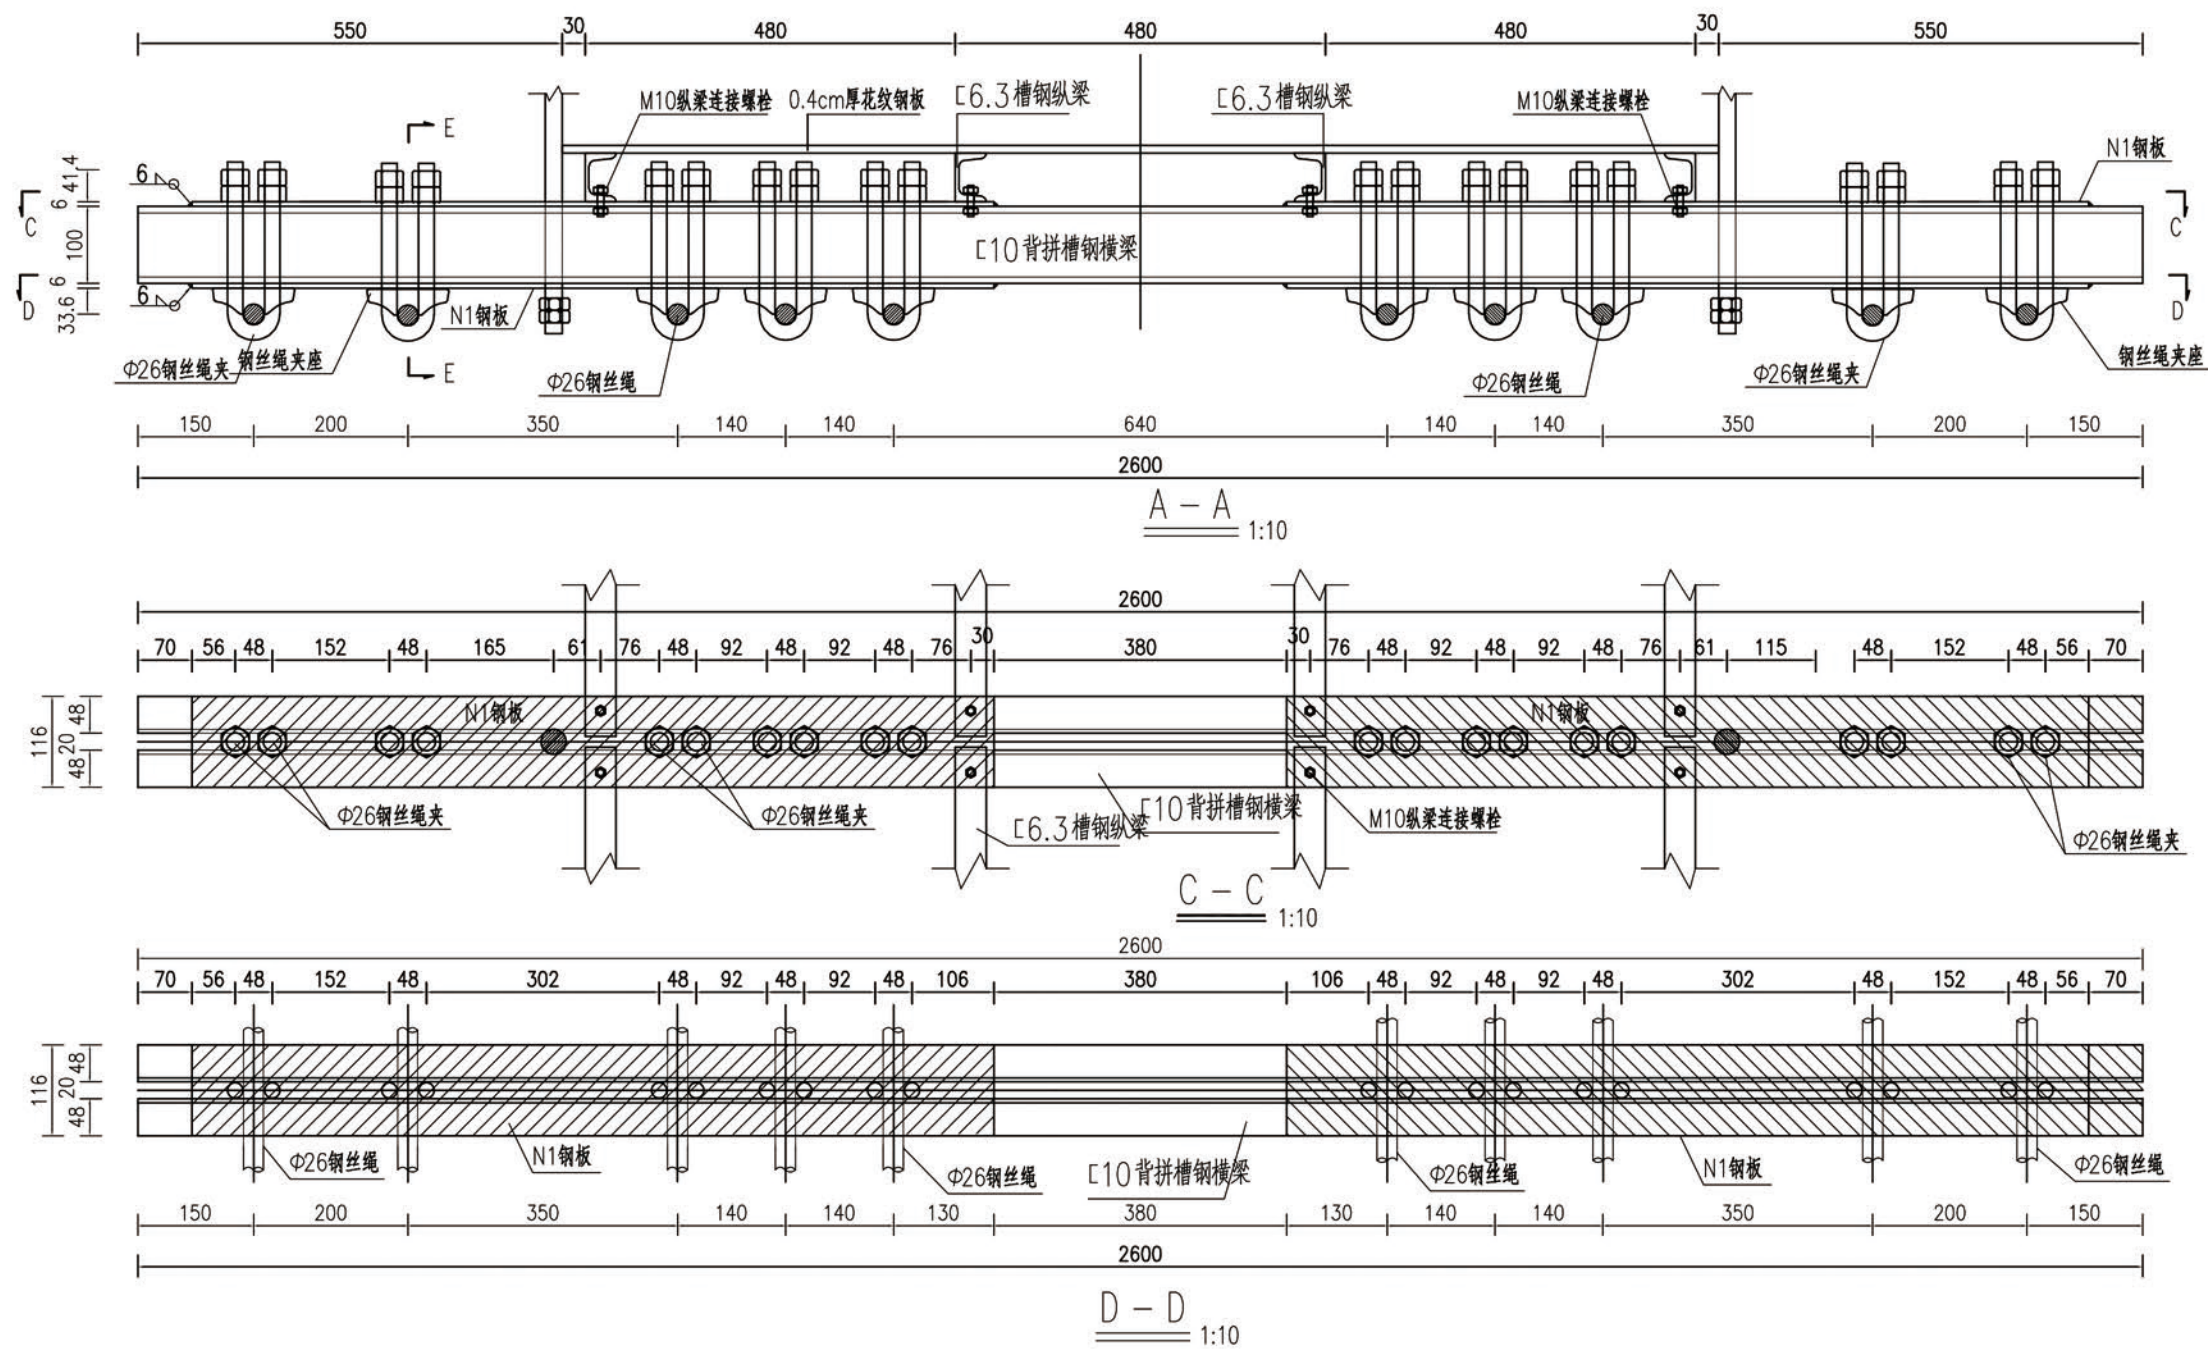 550 30 480 480 480 30 550
M10纵梁连接螺栓 0.4cm厚花纹钢板 [6.3槽钢纵梁 [6.3槽钢纵梁 M10纵梁连接螺栓
E
N1钢板
41.4
6
6
C
100
[10背拼槽钢横梁
C
6
6
D
33.6
N1钢板
D
Φ26钢丝绳夹 钢丝绳夹座 E Φ26钢丝绳 Φ26钢丝绳 Φ26钢丝绳夹 钢丝绳夹座
150 200 350 140 140 640 140 140 350 200 150
2600
A - A
1:10
2600
70 56 48 152 48 165 61 76 48 92 48 92 48 76 30 380 30 76 48 92 48 92 48 76 61 115 48 152 48 56 70
N1钢板 N1钢板
116
48
20
48
Φ26钢丝绳夹 Φ26钢丝绳夹 [6.3槽钢纵梁 [10背拼槽钢横梁 M10纵梁连接螺栓 Φ26钢丝绳夹
C - C
1:10
2600
70 56 48 152 48 302 48 92 48 92 48 106 380 106 48 92 48 92 48 302 48 152 48 56 70
116
48
20
48
Φ26钢丝绳 N1钢板 Φ26钢丝绳 [10背拼槽钢横梁 Φ26钢丝绳 N1钢板 Φ26钢丝绳
150 200 350 140 140 130 380 130 140 140 350 200 150
2600
D - D
1:10